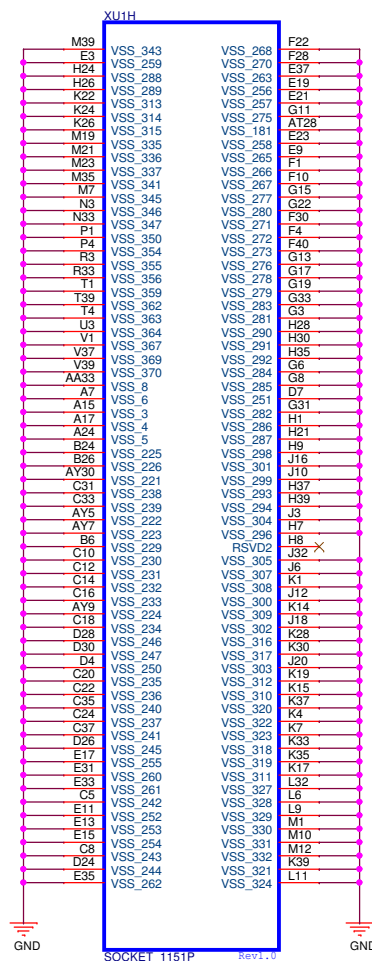 XU1H
M39 VSS_343 VSS_268 F22
E3 VSS_259 VSS_270 F28
H24 VSS_288 VSS_263 E37
H26 VSS_289 VSS_256 E19
K22 VSS_313 VSS_257 E21
K24 VSS_314 VSS_275 G11
K26 VSS_315 VSS_181 AT28
M19 VSS_335 VSS_258 E23
M21 VSS_336 VSS_265 E9
M23 VSS_337 VSS_266 F1
M35 VSS_341 VSS_267 F10
M7 VSS_345 VSS_277 G15
N3 VSS_346 VSS_280 G22
N33 VSS_347 VSS_271 F30
P1 VSS_350 VSS_272 F4
P4 VSS_354 VSS_273 F40
R3 VSS_355 VSS_276 G13
R33 VSS_356 VSS_278 G17
T1 VSS_359 VSS_279 G19
T39 VSS_362 VSS_283 G33
T4 VSS_363 VSS_281 G3
U3 VSS_364 VSS_290 H28
V1 VSS_367 VSS_291 H30
V37 VSS_369 VSS_292 H35
V39 VSS_370 VSS_284 G6
AA33 VSS_8 VSS_285 G8
A7 VSS_6 VSS_251 D7
A15 VSS_3 VSS_282 G31
A17 VSS_4 VSS_286 H1
A24 VSS_5 VSS_287 H21
B24 VSS_225 VSS_298 H9
B26 VSS_226 VSS_301 J16
AY30 VSS_221 VSS_299 J10
C31 VSS_238 VSS_293 H37
C33 VSS_239 VSS_294 H39
AY5 VSS_222 VSS_304 J3
AY7 VSS_223 VSS_296 H7
B6 VSS_229 RSVD2 H8
C10 VSS_230 VSS_305 J32
C12 VSS_231 VSS_307 J6
C14 VSS_232 VSS_308 K1
C16 VSS_233 VSS_300 J12
AY9 VSS_224 VSS_309 K14
C18 VSS_234 VSS_302 J18
D28 VSS_246 VSS_316 K28
D30 VSS_247 VSS_317 K30
D4 VSS_250 VSS_303 J20
C20 VSS_235 VSS_312 K19
C22 VSS_236 VSS_310 K15
C35 VSS_240 VSS_320 K37
C24 VSS_237 VSS_322 K4
C37 VSS_241 VSS_323 K7
D26 VSS_245 VSS_318 K33
E17 VSS_255 VSS_319 K35
E31 VSS_260 VSS_311 K17
E33 VSS_261 VSS_327 L32
C5 VSS_242 VSS_328 L6
E11 VSS_252 VSS_329 L9
E13 VSS_253 VSS_330 M1
E15 VSS_254 VSS_331 M10
C8 VSS_243 VSS_332 M12
D24 VSS_244 VSS_321 K39
E35 VSS_262 VSS_324 L11
GND GND
SOCKET_1151P Rev1.0